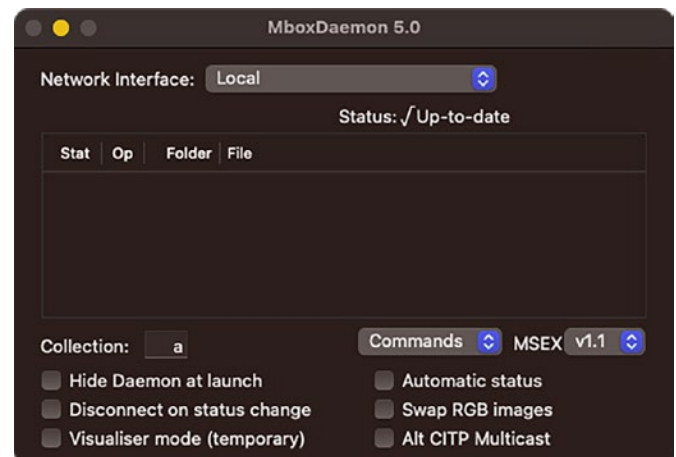 MboxDaemon 5.0
Network Interface: Local
Status: √Up-to-date
Stat Op Folder File
Collection: a Commands MSEX v1.1
Hide Daemon at launch Automatic status
Disconnect on status change Swap RGB images
Visualiser mode (temporary) Alt CITP Multicast